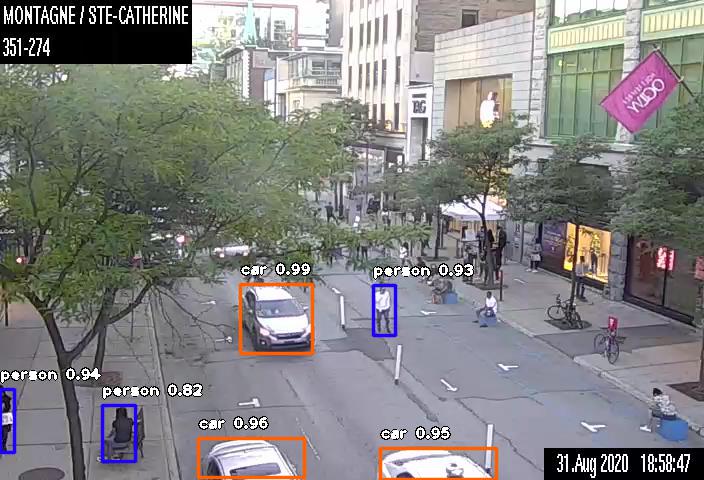 MONTAGNE / STE-CATHERINE
351-274
car 0.99
person 0.93
person 0.94
person 0.82
car 0.96
car 0.95
31.Aug 2020 18:58:47